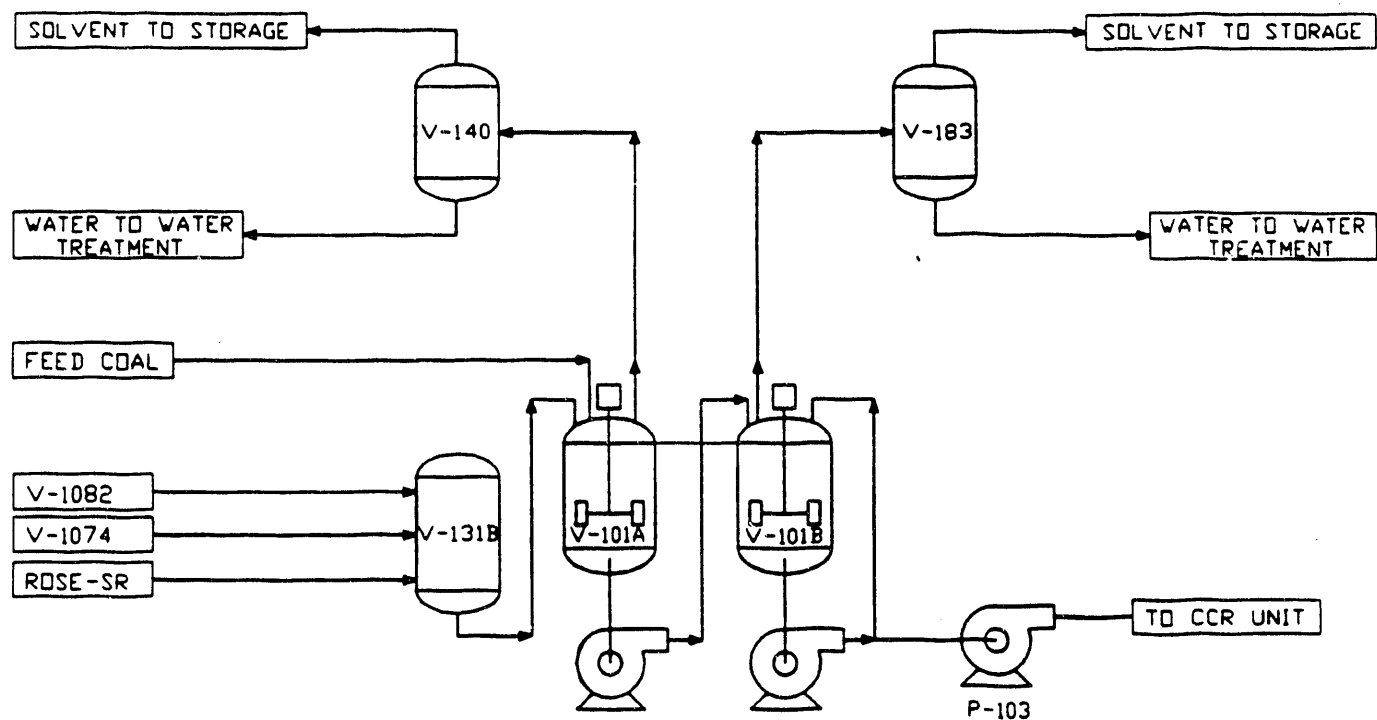 SOLVENT TO STORAGE
SOLVENT TO STORAGE
V-140
V-183
WATER TO WATER
TREATMENT
WATER TO WATER
TREATMENT
FEED COAL
V-1082
V-1074
ROSE-SR
V-131B
V-101A
V-101B
TO CCR UNIT
P-103